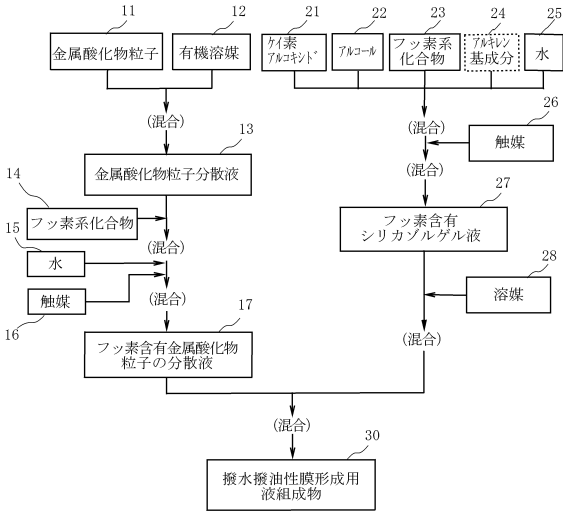 11
12
21
22
23
24
25
金属酸化物粒子
有機溶媒
ケイ素
アルコキシド
アルコール
フッ素系
化合物
アルキレン
基成分
水
(混合)
(混合)
26
触媒
(混合)
13
金属酸化物粒子分散液
14
フッ素系化合物
(混合)
15
水
触媒
16
(混合)
27
フッ素含有
シリカゾルゲル液
28
溶媒
(混合)
17
フッ素含有金属酸化物
粒子の分散液
(混合)
30
撥水撥油性膜形成用
液組成物